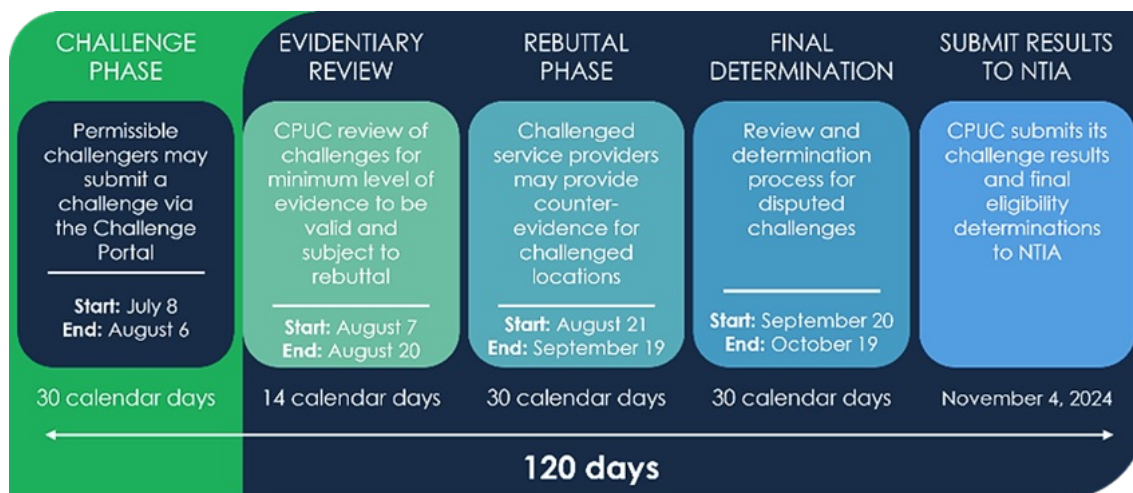 CHALLENGE
PHASE
Permissible
challengers may
submit a
challenge via
the Challenge
Portal
Start: July 8
End: August 6
30 calendar days
EVIDENTIARY
REVIEW
CPUC review of
challenges for
minimum level of
evidence to be
valid and
subject to
rebuttal
Start: August 7
End: August 20
14 calendar days
REBUTTAL
PHASE
Challenged
service providers
may provide
counter-
evidence for
challenged
locations
Start: August 21
End: September 19
30 calendar days
FINAL
DETERMINATION
Review and
determination
process for
disputed
challenges
Start: September 20
End: October 19
30 calendar days
SUBMIT RESULTS
TO NTIA
CPUC submits its
challenge results
and final
eligibility
determinations
to NTIA
November 4, 2024
120 days